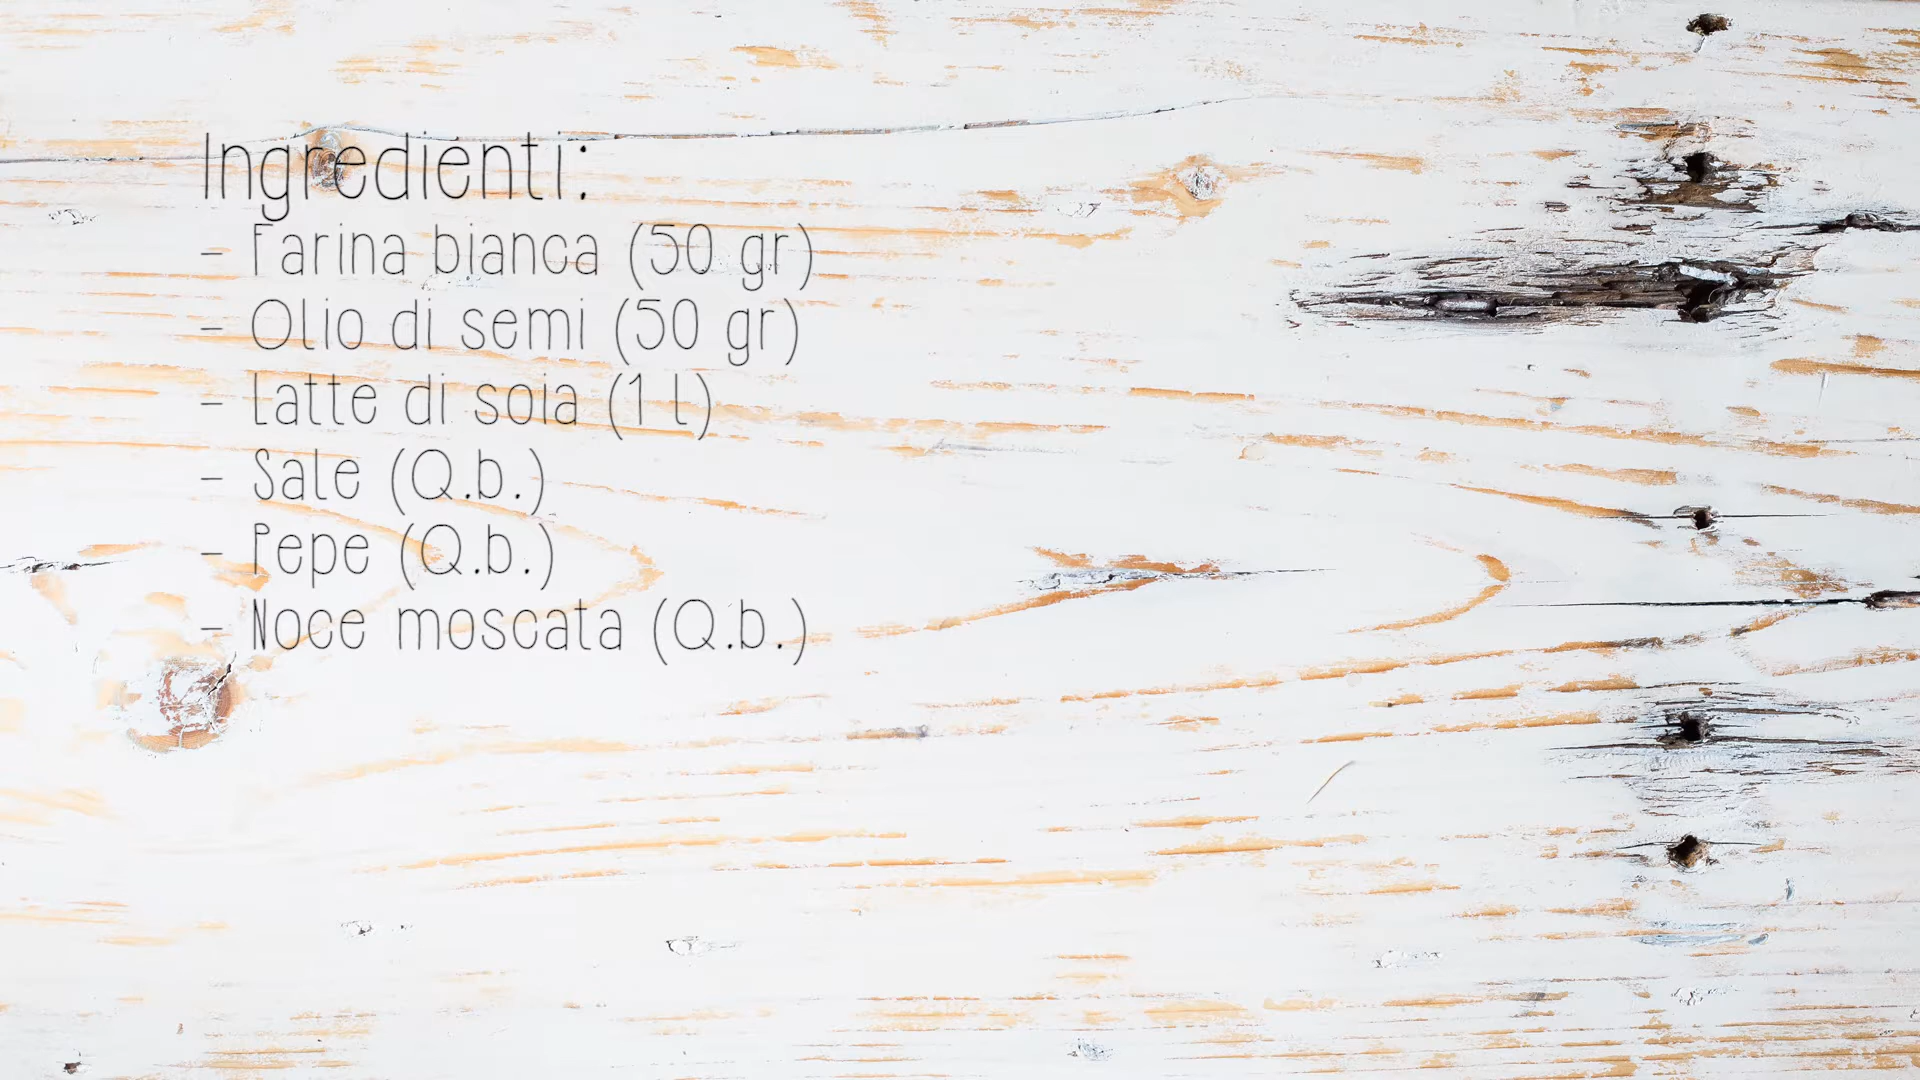 Ingredienti:
- Farina bianca (50 gr)
- Olio di semi (50 gr)
- Latte di soia (1 l)
- Sale (Q.b.)
- Pepe (Q.b.)
- Noce moscata (Q.b.)